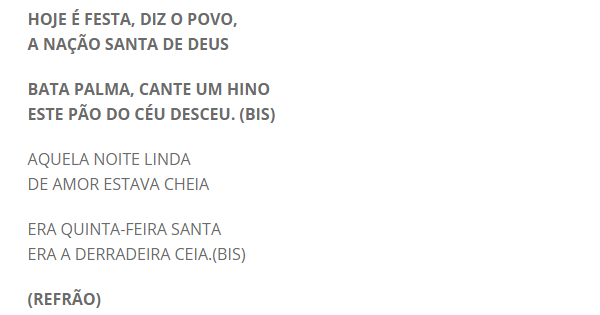 HOJE É FESTA, DIZ O POVO,
A NAÇÃO SANTA DE DEUS
BATA PALMA, CANTE UM HINO
ESTE PÃO DO CÉU DESCEU. (BIS)
AQUELA NOITE LINDA
DE AMOR ESTAVA CHEIA
ERA QUINTA-FEIRA SANTA
ERA A DERRADEIRA CEIA.(BIS)
(REFRÃO)